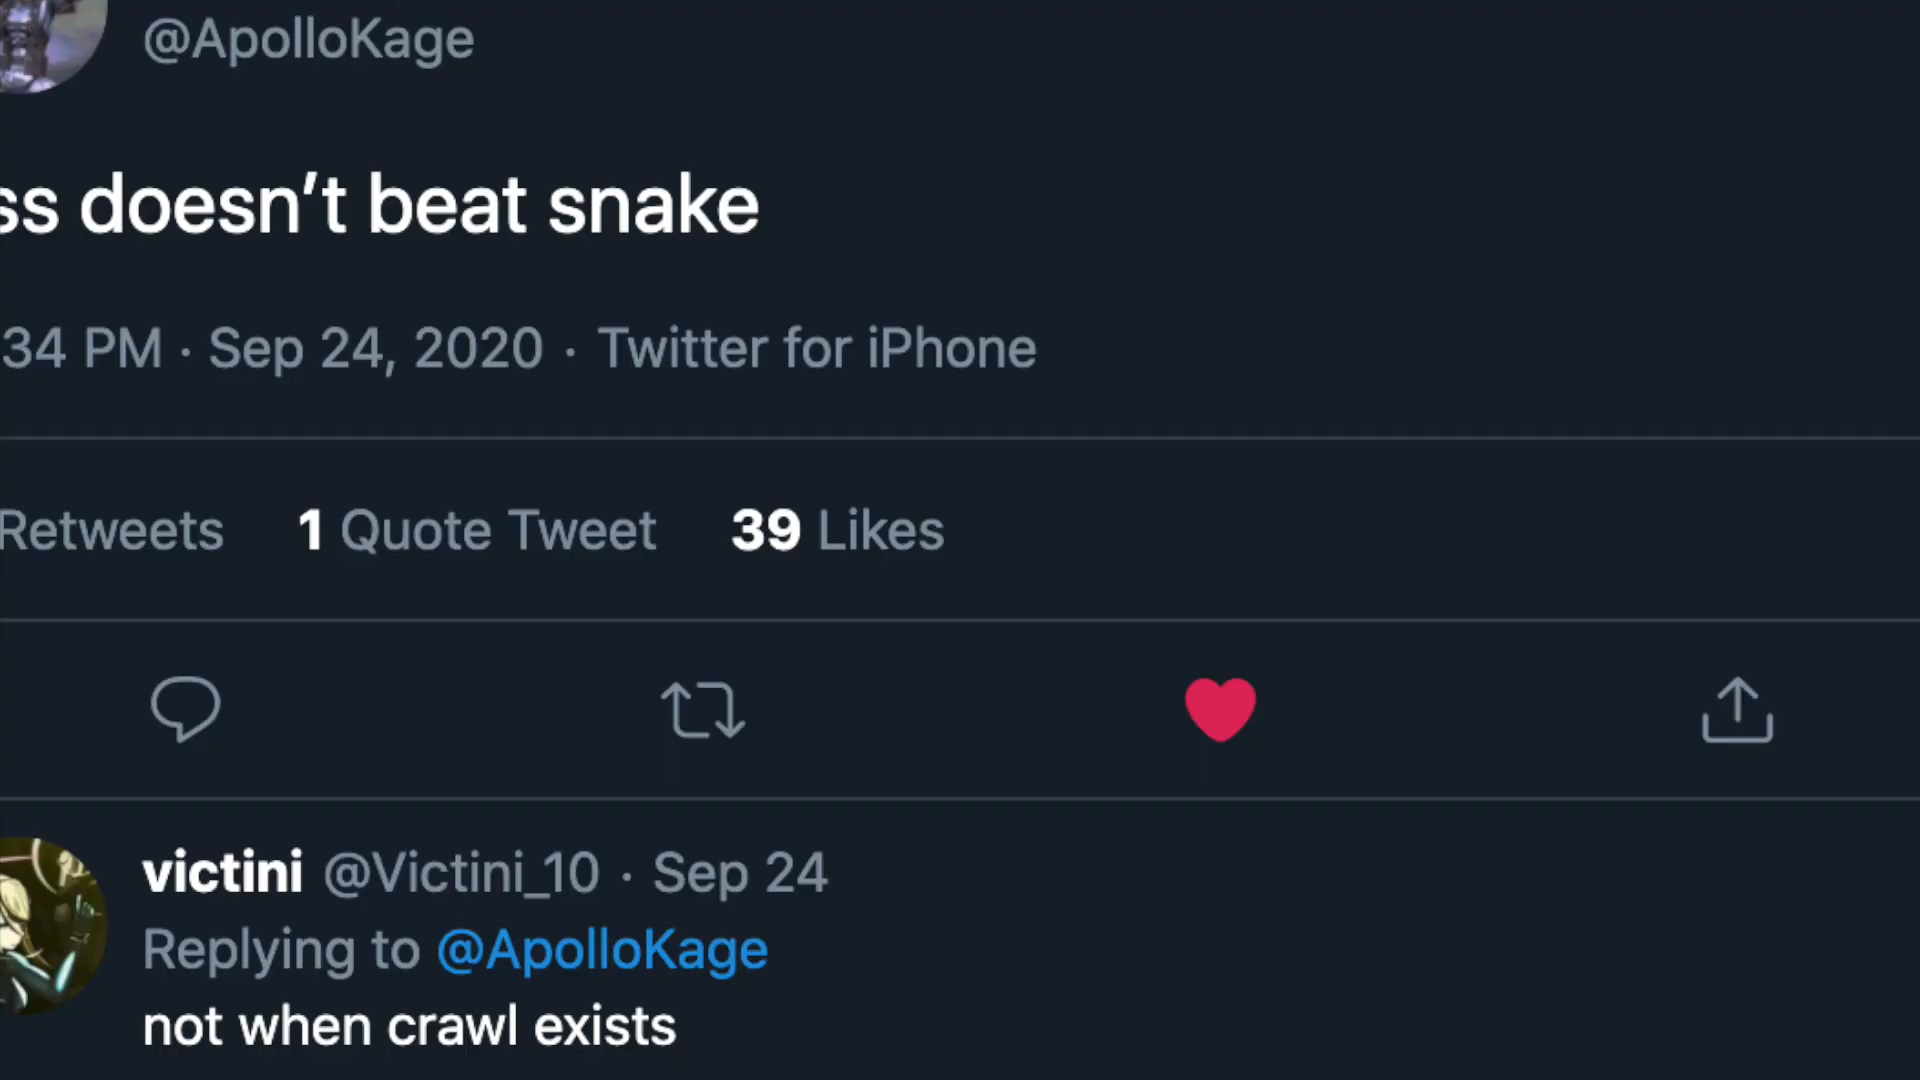 @ApolloKage
doesn’t beat snake
34 PM · Sep 24, 2020 · Twitter for iPhone
Retweets 1 Quote Tweet 39 Likes
victini @Victini_10 · Sep 24
Replying to @ApolloKage
not when crawl exists